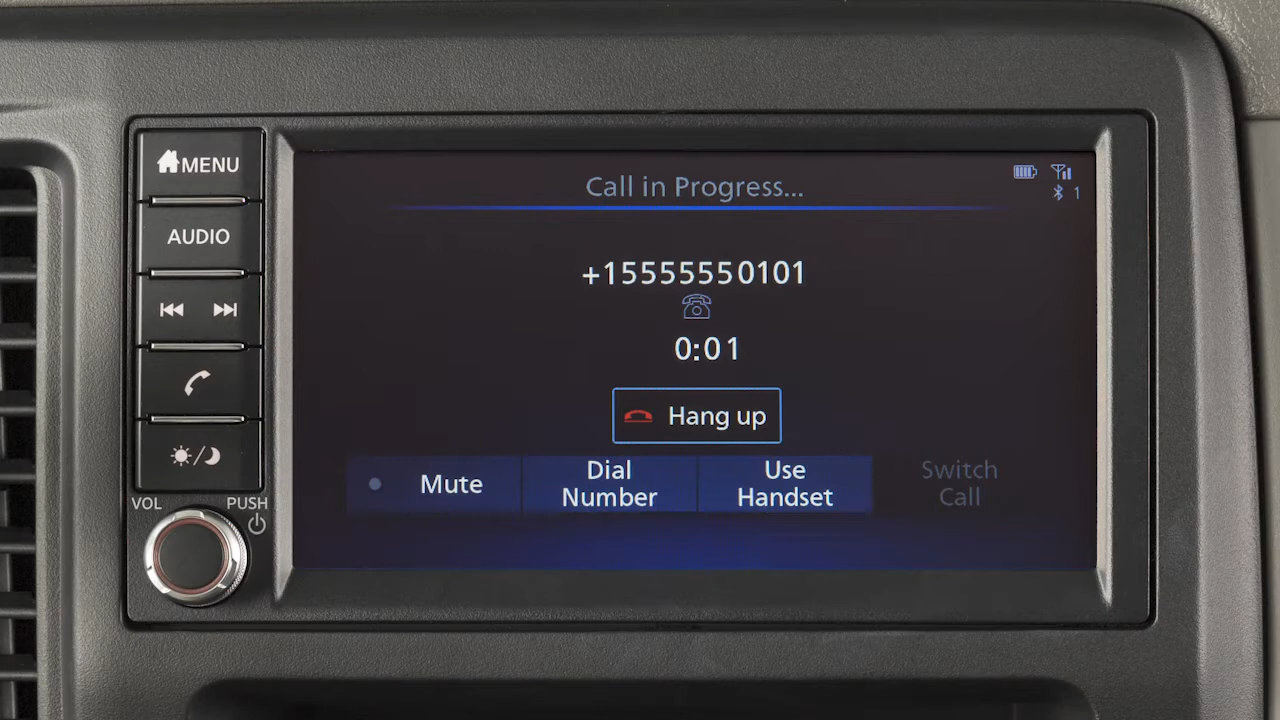 MENU
AUDIO
VOL
PUSH
Call in Progress...
1
+15555550101
0:01
Hang up
Mute
Dial
Number
Use
Handset
Switch
Call